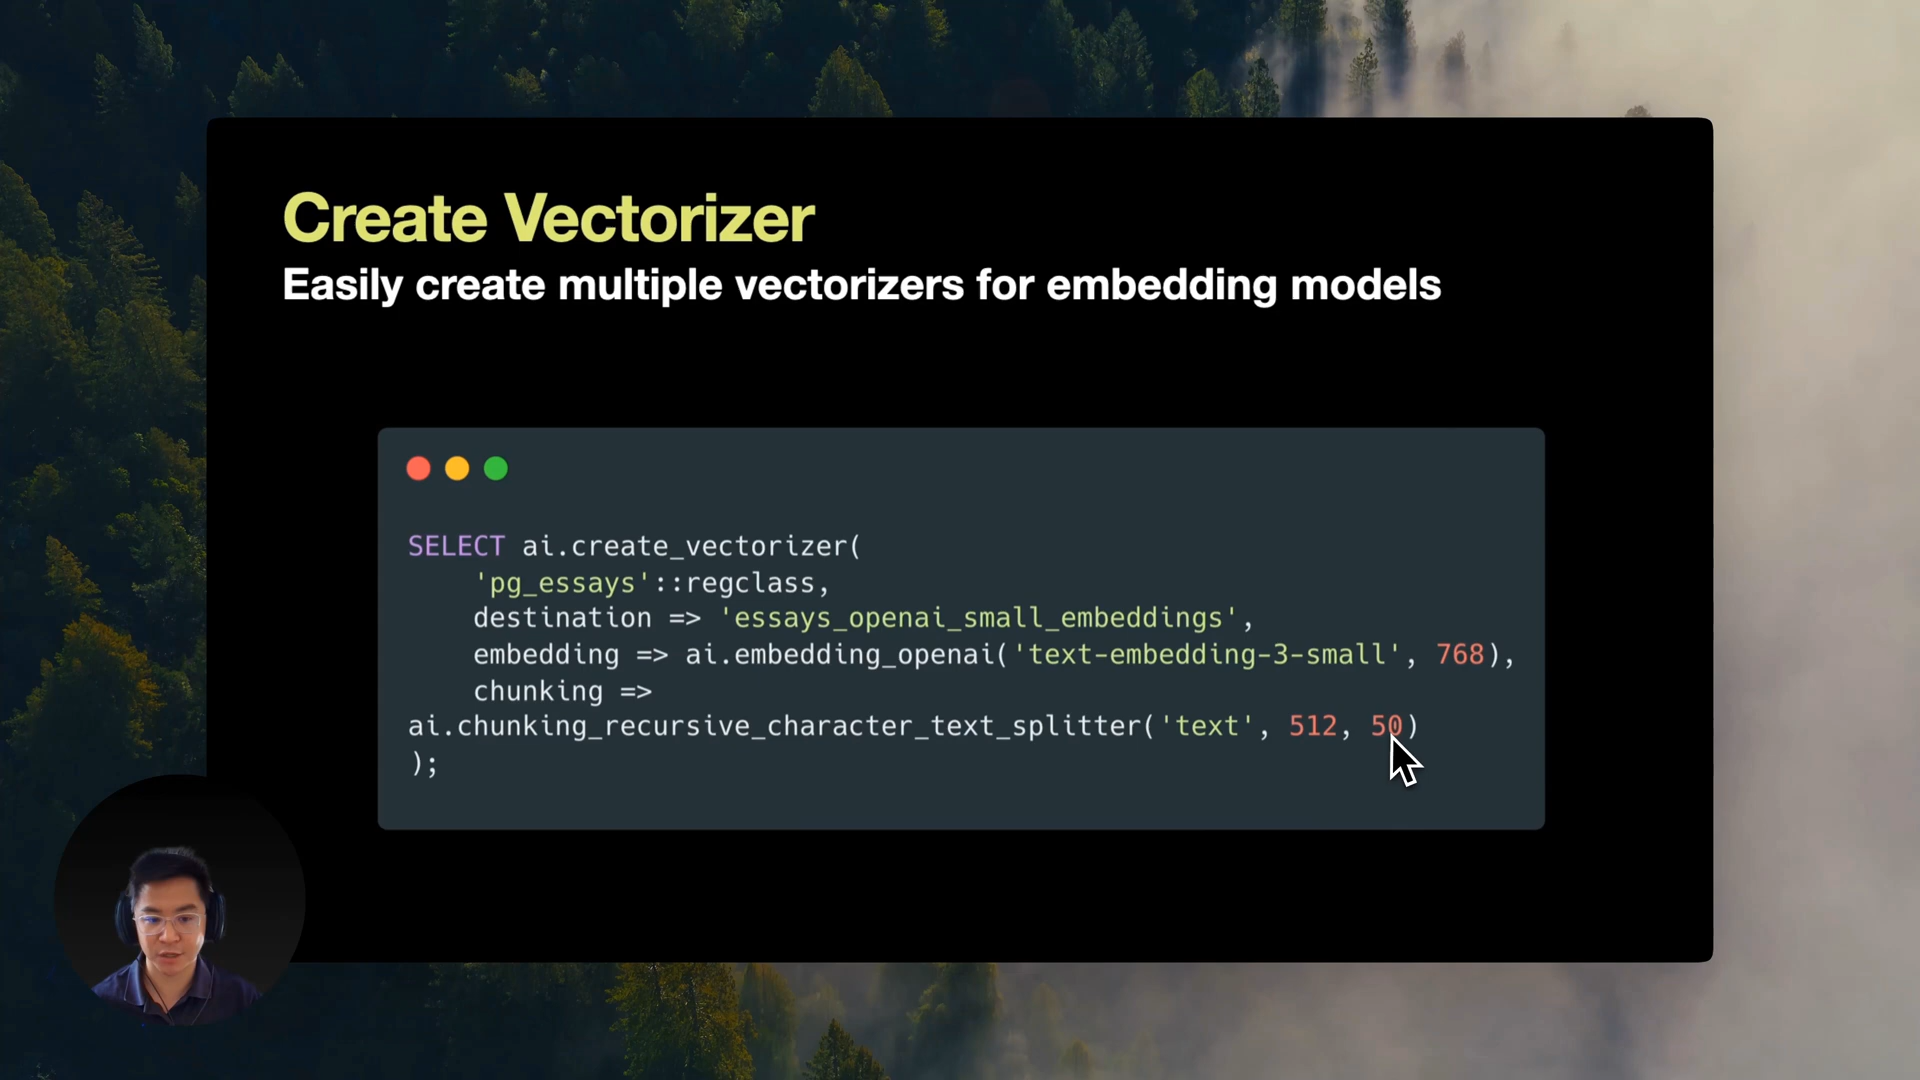 Create Vectorizer
Easily create multiple vectorizers for embedding models
SELECT ai.create_vectorizer(
    'pg_essays'::regclass,
    destination => 'essays_openai_small_embeddings',
    embedding => ai.embedding_openai('text-embedding-3-small', 768),
    chunking =>
ai.chunking_recursive_character_text_splitter('text', 512, 50)
);